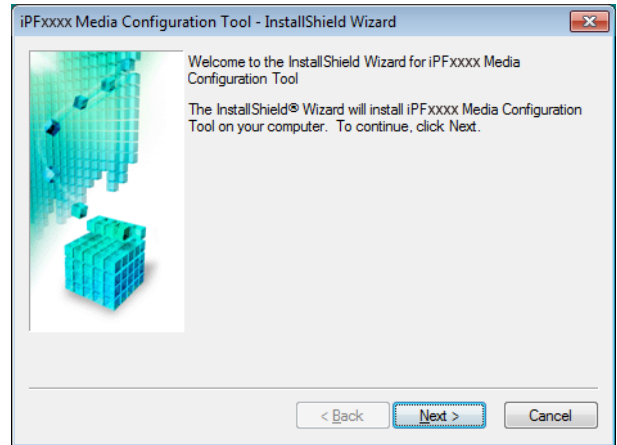 iPFxxxx Media Configuration Tool - InstallShield Wizard
Welcome to the InstallShield Wizard for iPFxxxx Media
Configuration Tool
The InstallShield® Wizard will install iPFxxxx Media Configuration
Tool on your computer. To continue, click Next.
< Back
Next >
Cancel